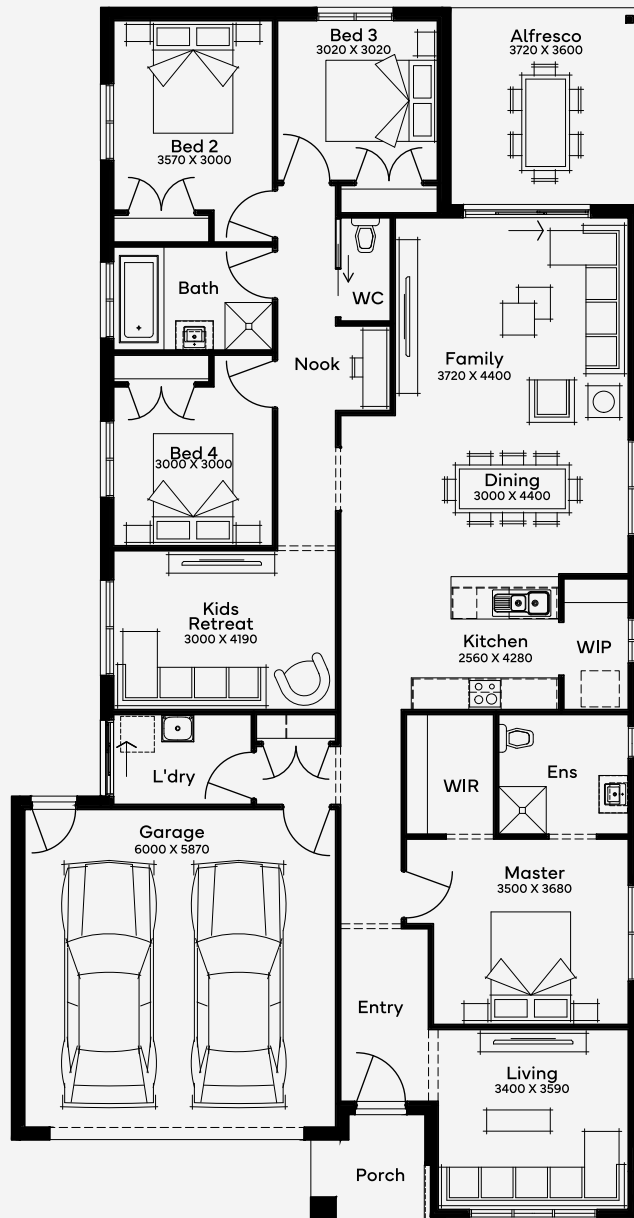 Bed 3
3020 X 3020
Alfresco
3720 X 3600
Bed 2
3570 X 3000
Bath
WC
Nook
Family
3720 X 4400
Bed 4
3000 X 3000
Dining
3000 X 4400
Kids
Retreat
3000 X 4190
Kitchen
2560 X 4280
WIP
L'dry
WIR
Ens
Garage
6000 X 5870
Master
3500 X 3680
Entry
Living
3400 X 3590
Porch